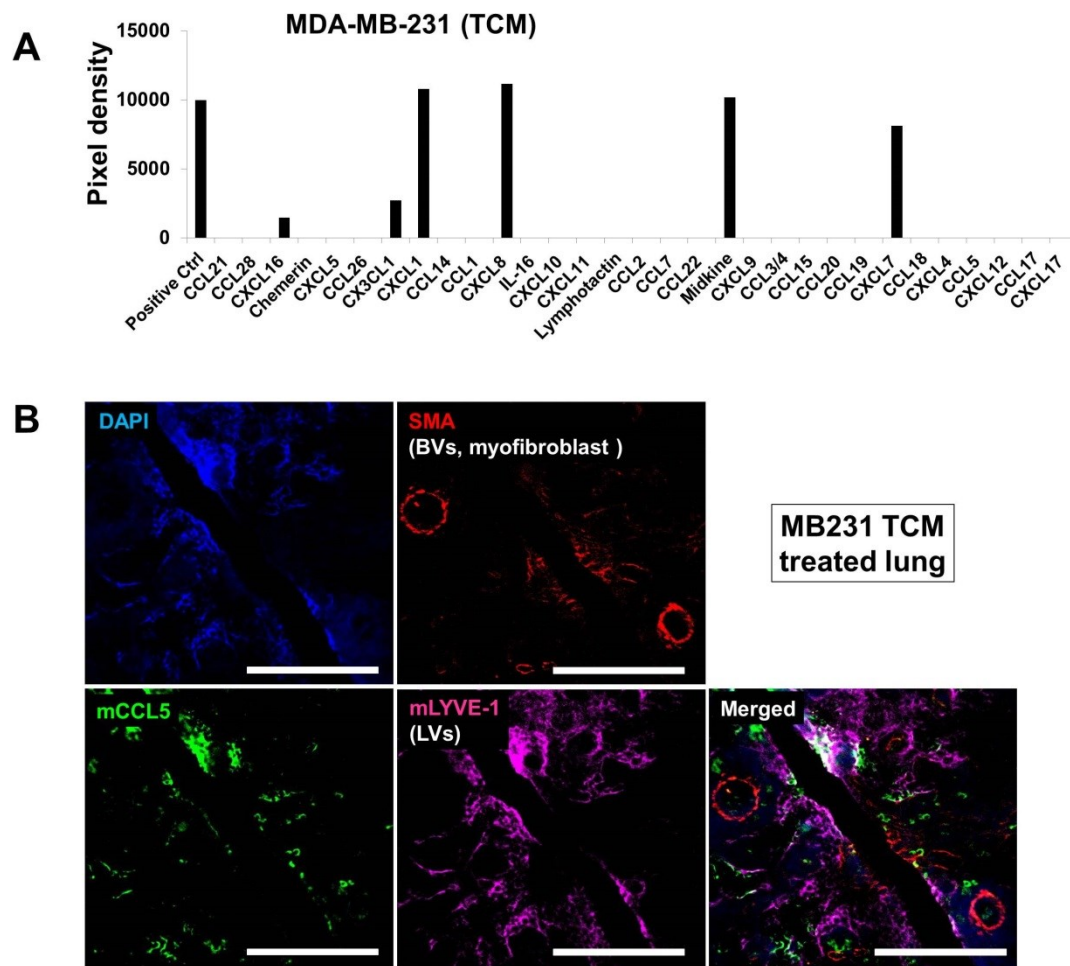 A
MDA-MB-231 (TCM)
Pixel density
15000
10000
5000
0
Positive Ctrl
CCL21
CCL28
CXCL16
Chemerin
CXCL5
CCL26
CX3CL1
CXCL1
CCL14
CCL1
CXCL8
IL-16
CXCL10
CXCL11
Lymphotactin
CCL2
CCL7
CCL22
Midkine
CXCL9
CCL3/4
CCL15
CCL20
CCL19
CXCL7
CCL18
CXCL4
CCL5
CXCL12
CCL17
CXCL17
B
DAPI
SMA
(BVs, myofibroblast )
MB231 TCM
treated lung
mCCL5
mLYVE-1
(LVs)
Merged